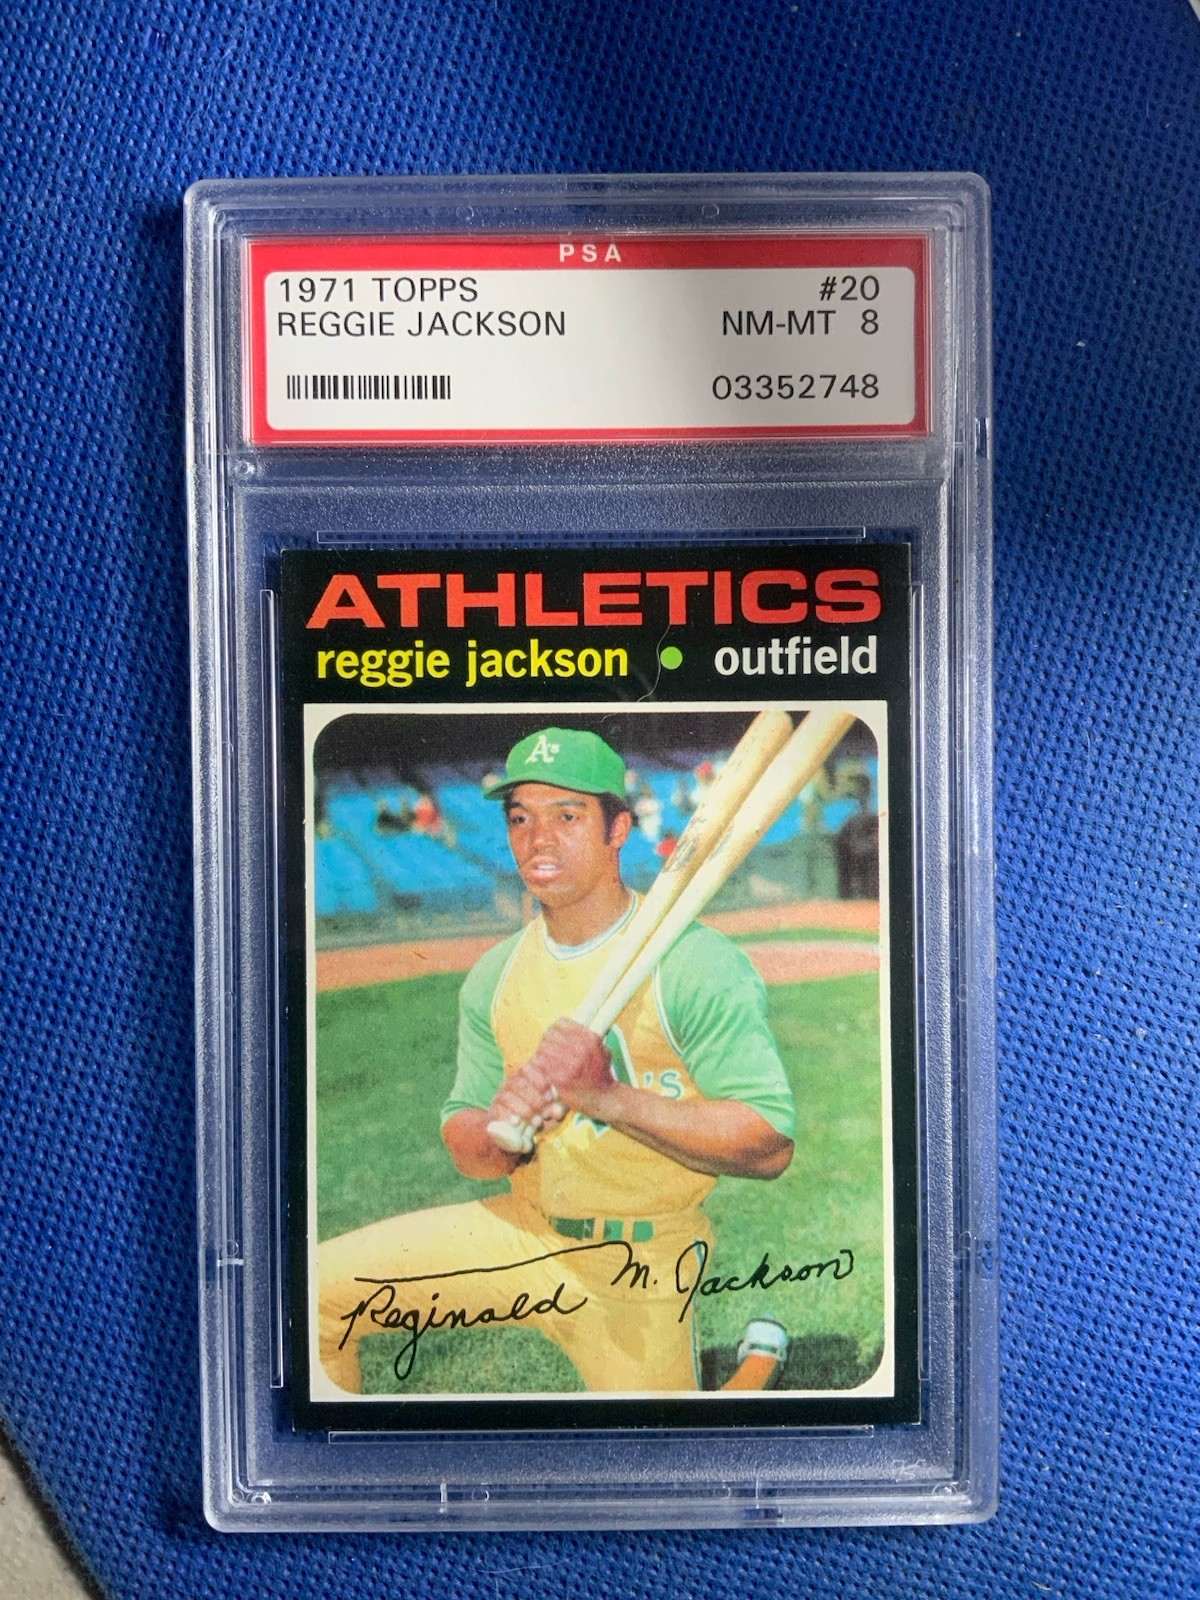 PSA
1971 TOPPS #20
REGGIE JACKSON NM-MT 8
03352748
ATHLETICS
reggie jackson • outfield
A's
'S
Reginald M. Jackson